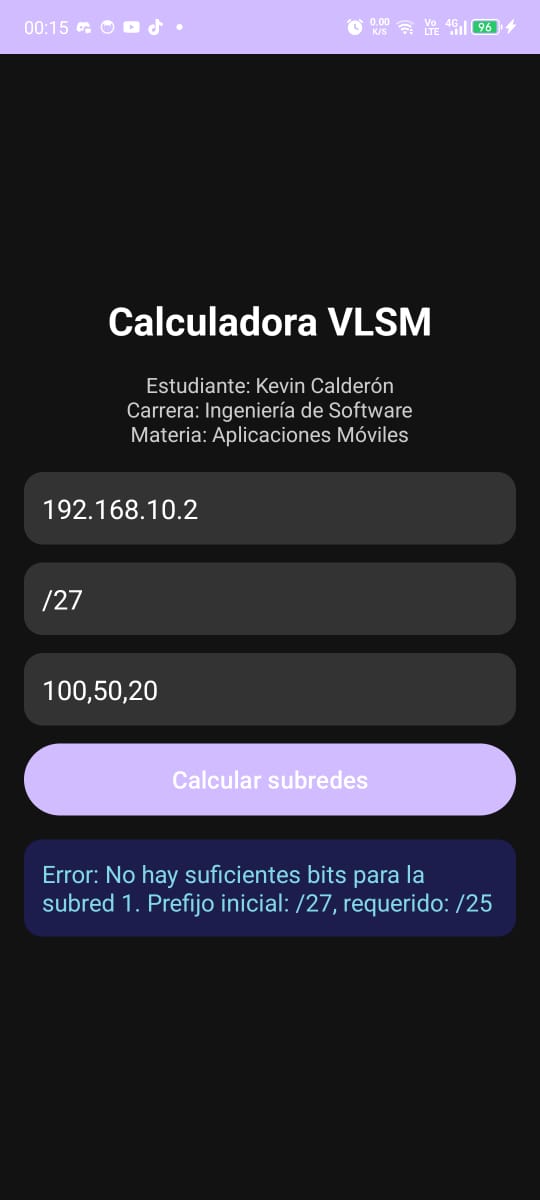 00:15
0.00
K/S
Vo
LTE
4G
96
Calculadora VLSM
Estudiante: Kevin Calderón
Carrera: Ingeniería de Software
Materia: Aplicaciones Móviles
192.168.10.2
/27
100,50,20
Calcular subredes
Error: No hay suficientes bits para la
subred 1. Prefijo inicial: /27, requerido: /25